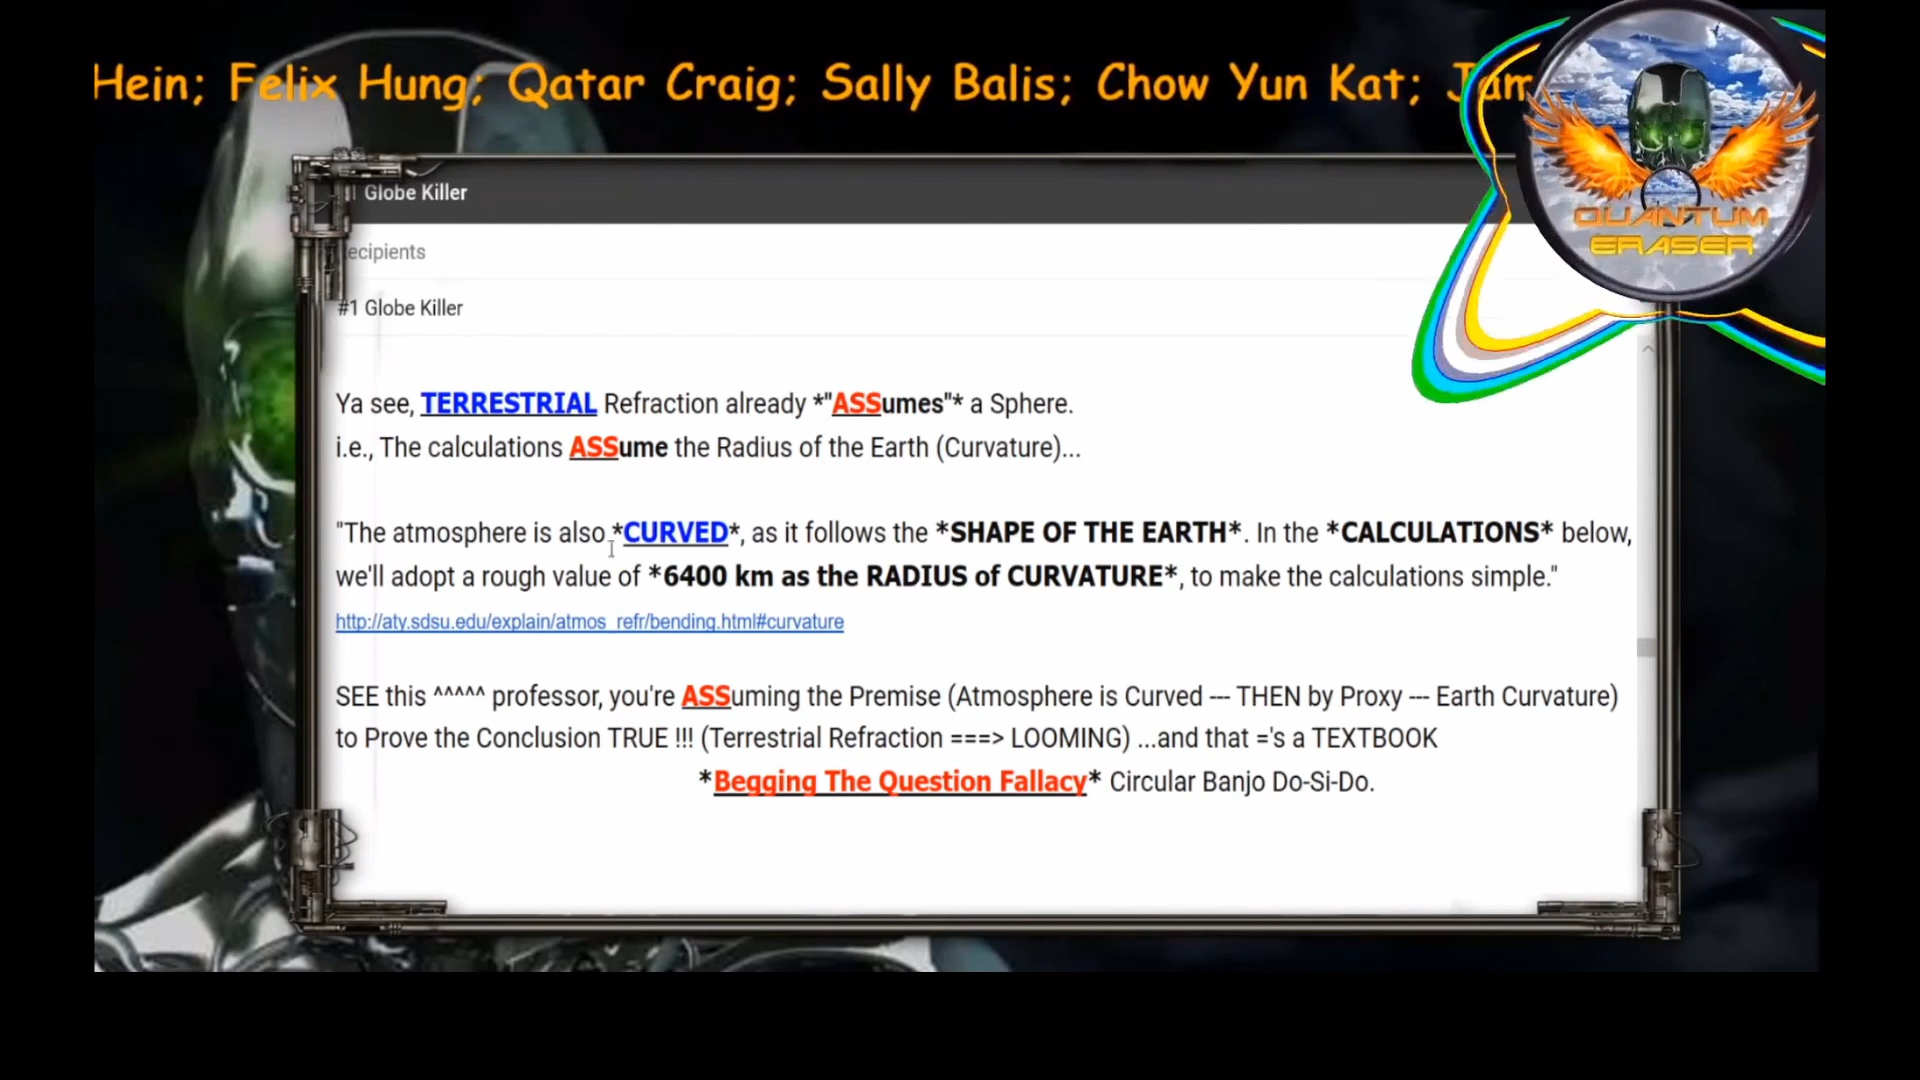 Hein; Felix Hung; Qatar Craig; Sally Balis; Chow Yun Kat; Jam
QUANTUM
ERASER
Globe Killer
ecipients
#1 Globe Killer
Ya see, TERRESTRIAL Refraction already *"ASSumes"* a Sphere.
i.e., The calculations ASSume the Radius of the Earth (Curvature)...
"The atmosphere is also *CURVED*, as it follows the *SHAPE OF THE EARTH*. In the *CALCULATIONS* below,
we'll adopt a rough value of *6400 km as the RADIUS of CURVATURE*, to make the calculations simple."
http://aty.sdsu.edu/explain/atmos_refr/bending.html#curvature
SEE this ^^^^^ professor, you're ASSuming the Premise (Atmosphere is Curved --- THEN by Proxy --- Earth Curvature)
to Prove the Conclusion TRUE !!! (Terrestrial Refraction ===> LOOMING) ...and that ='s a TEXTBOOK
*Begging The Question Fallacy* Circular Banjo Do-Si-Do.